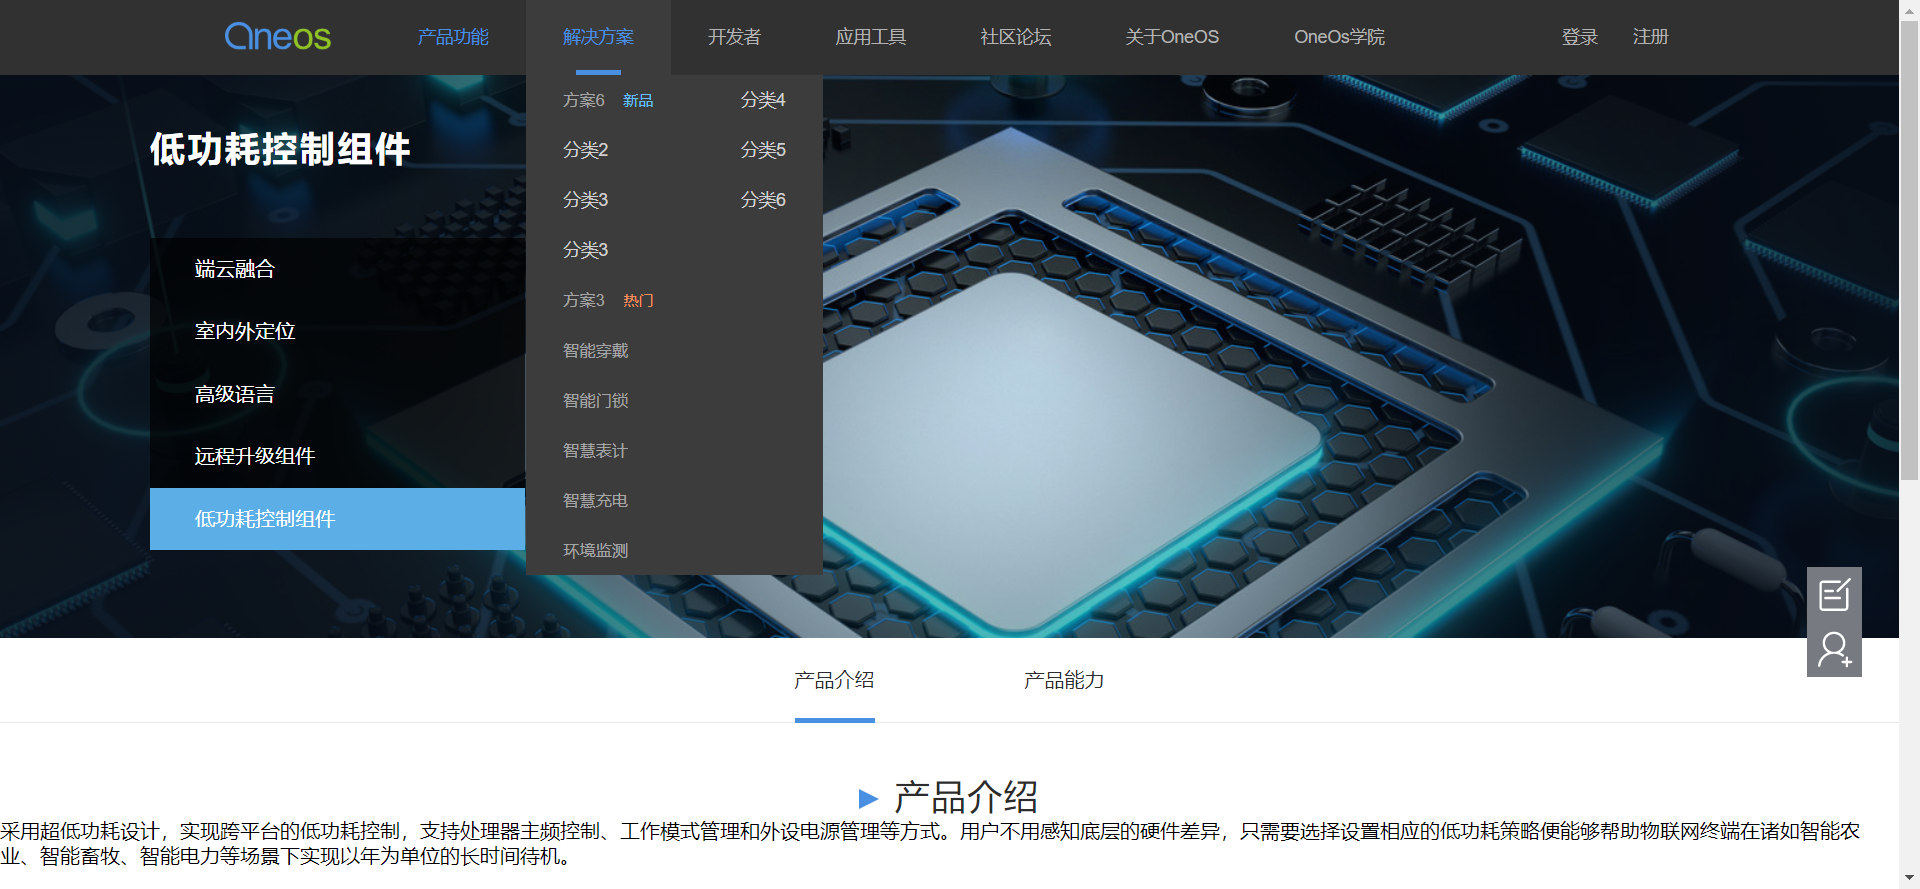 Oneos 产品功能 解决方案 开发者 应用工具 社区论坛 关于OneOS OneOs学院 登录 注册
方案6 新品 分类4
分类2 分类5
分类3 分类6
分类3
方案3 热门
智能穿戴
智能门锁
智慧表计
智慧充电
环境监测
低功耗控制组件
端云融合
室内外定位
高级语言
远程升级组件
低功耗控制组件
产品介绍 产品能力
产品介绍
采用超低功耗设计，实现跨平台的低功耗控制，支持处理器主频控制、工作模式管理和外设电源管理等方式。用户不用感知底层的硬件差异，只需要选择设置相应的低功耗策略便能够帮助物联网终端在诸如智能农
业、智能畜牧、智能电力等场景下实现以年为单位的长时间待机。